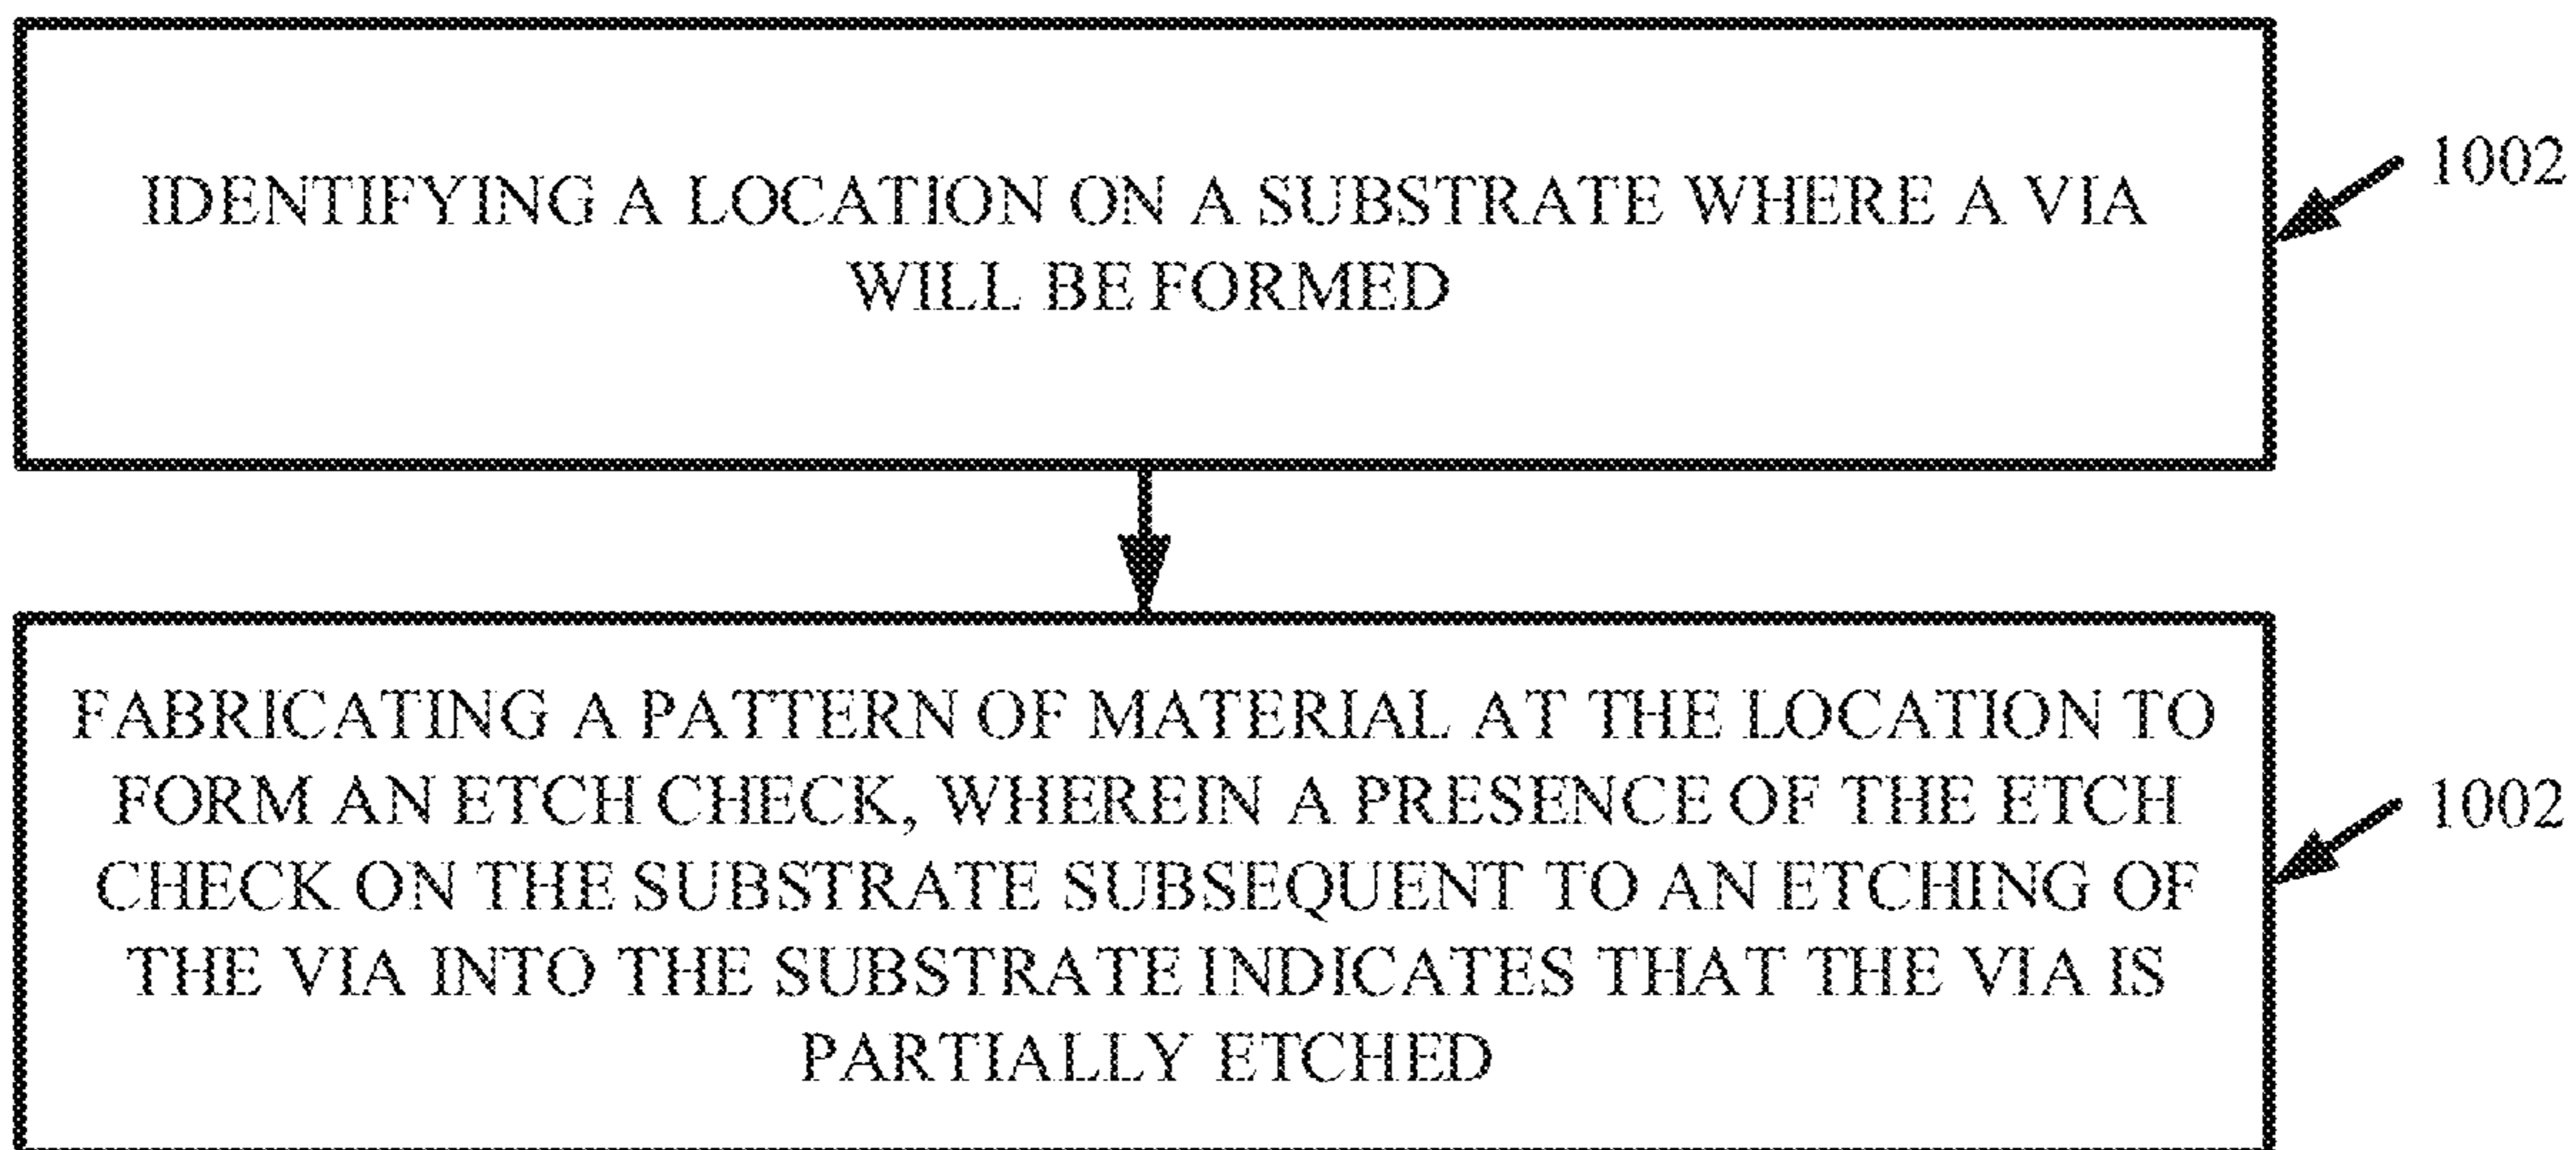 IDENTIFYING A LOCATION ON A SUBSTRATE WHERE A VIA
WILL BE FORMED
1002
FABRICATING A PATTERN OF MATERIAL AT THE LOCATION TO
FORM AN ETCH CHECK, WHEREIN A PRESENCE OF THE ETCH
CHECK ON THE SUBSTRATE SUBSEQUENT TO AN ETCHING OF
THE VIA INTO THE SUBSTRATE INDICATES THAT THE VIA IS
PARTIALLY ETCHED
1002